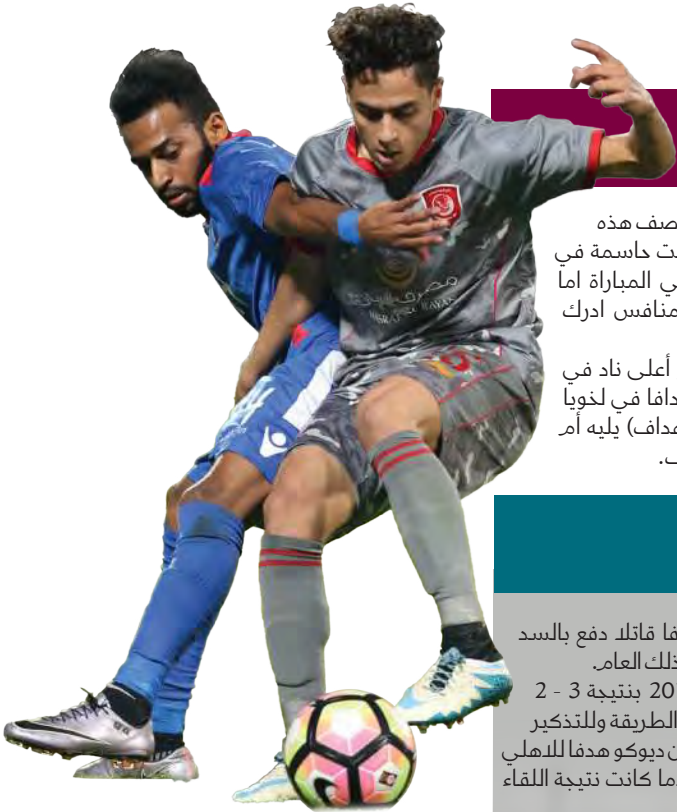 صف هذه
ت حاسمة في
ي المباراة اما
منافس ادرك
أعلى ناد في
دافا في لخويا
داف) يليه أم
ف.
فا قاتلا دفع بالسد
ذلك العام.
20 بنتيجة 3 - 2
الطريقة وللتذكير
ن ديوكو هدفا للاهلي
ما كانت نتيجة اللقاء